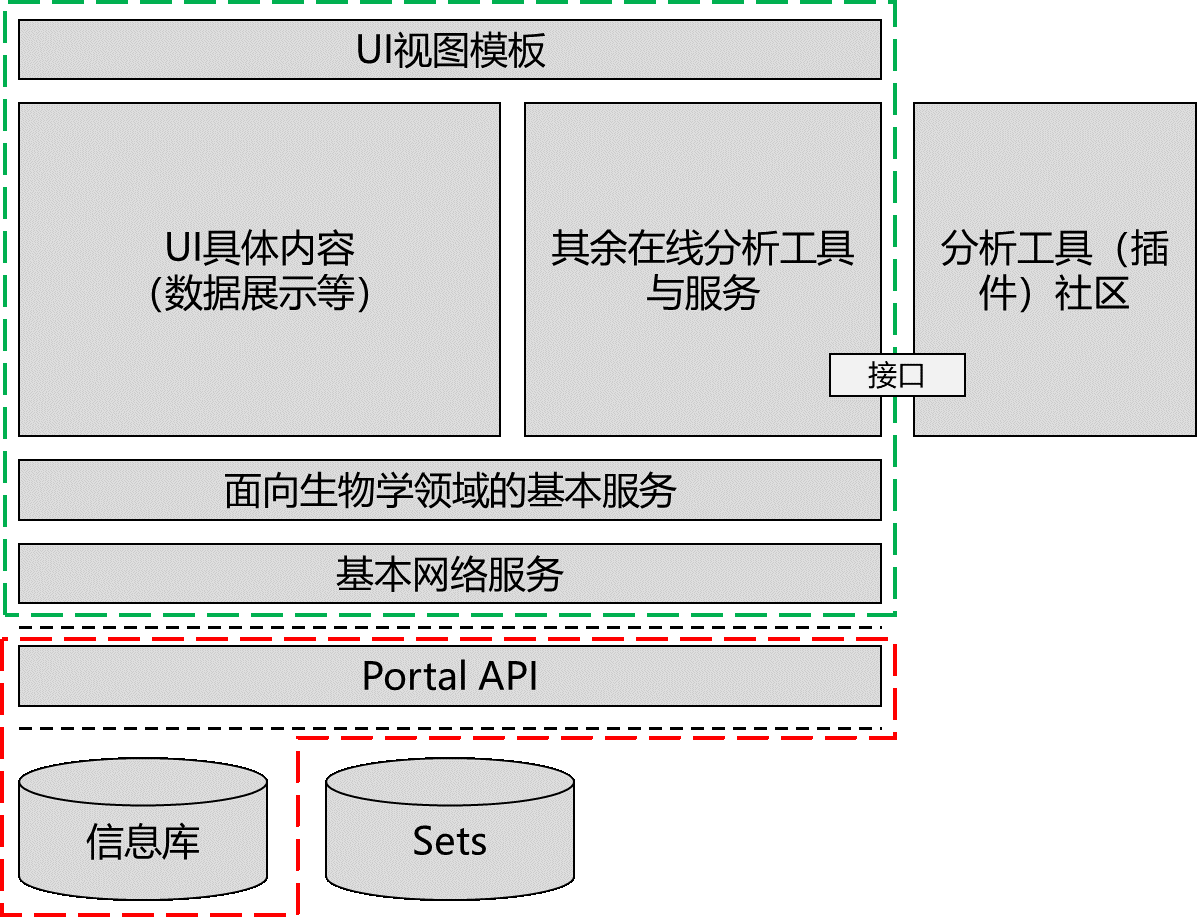 UI视图模板
UI具体内容
（数据展示等）
其余在线分析工具
与服务
分析工具（插
件）社区
接口
面向生物学领域的基本服务
基本网络服务
Portal API
信息库
Sets